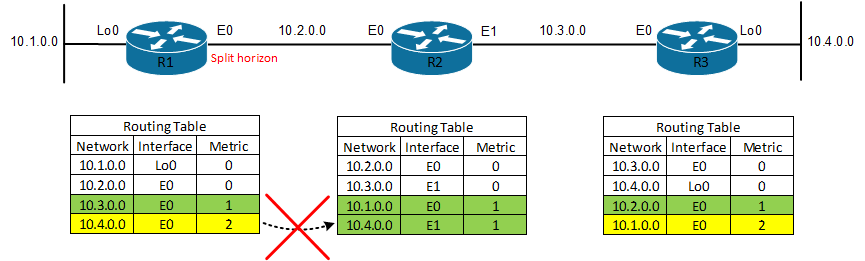 Lo0 E0 10.2.0.0 E0 E1 10.3.0.0 E0 Lo0
10.1.0.0 10.4.0.0
R1 Split horizon R2 R3
Routing Table
Network Interface Metric
10.1.0.0 Lo0 0
10.2.0.0 E0 0
10.3.0.0 E0 1
10.4.0.0 E0 2
Routing Table
Network Interface Metric
10.2.0.0 E0 0
10.3.0.0 E1 0
10.1.0.0 E0 1
10.4.0.0 E1 1
Routing Table
Network Interface Metric
10.3.0.0 E0 0
10.4.0.0 Lo0 0
10.2.0.0 E0 1
10.1.0.0 E0 2